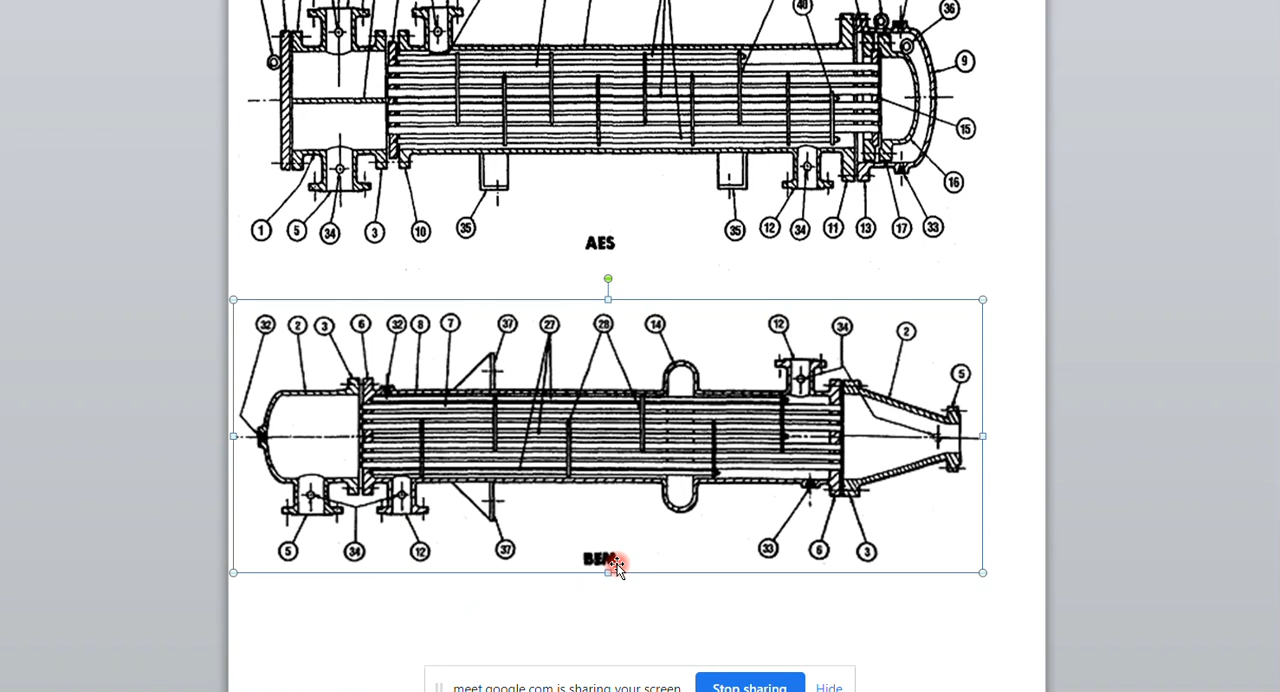 36
40
9
15
16
1 5 34 3 10 35 35 12 34 11 13 17 33
AES
32 2 3 6 32 8 7 37 27 28 14 12 34 2
5
5 34 12 37 33 6 3
meet.google.com is sharing your screen. Stop sharing Hide